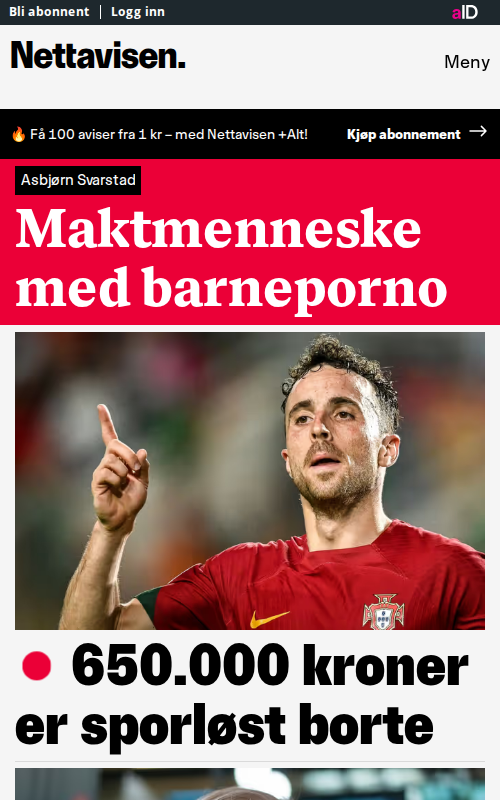 Bli abonnent
Logg inn
aID
Nettavisen.
Meny
🔥 Få 100 aviser fra 1 kr – med Nettavisen +Alt!
Kjøp abonnement →
Asbjørn Svarstad
Maktmenneske
med barneporno
650.000 kroner
er sporløst borte